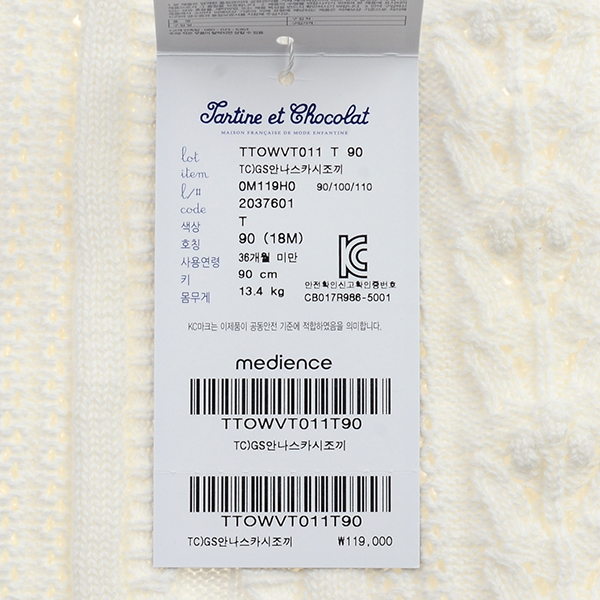 Tartine et Chocolat
MAISON FRANÇAISE DE MODE ENFANTINE
lot TTOWVT011 T 90
item TC)GS안나스카시조끼
l/# 0M119H0 90/100/110
code 2037601
색상 T
호칭 90 (18M)
사용연령 36개월 미만
키 90 cm
몸무게 13.4 kg
안전확인신고확인증번호
CB017R986-5001
KC마크는 이제품이 공통안전 기준에 적합하였음을 의미합니다.
medience
TTOWVT011T90
TC)GS안나스카시조끼
TTOWVT011T90
TC)GS안나스카시조끼 ₩119,000